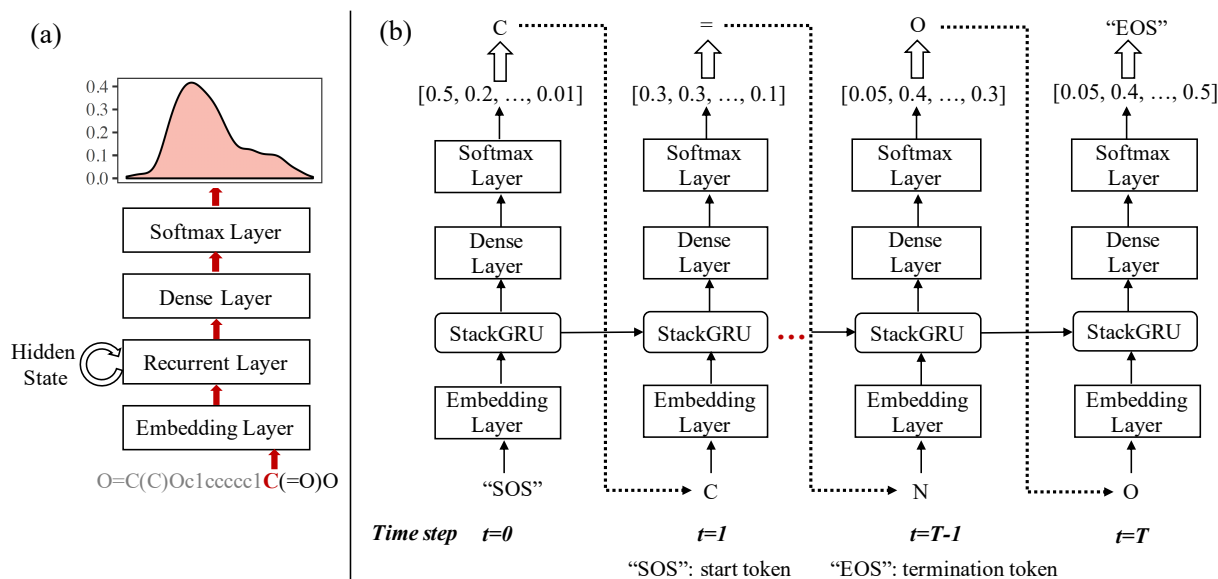 (a)
0.4
0.3
0.2
0.1
0.0
Softmax Layer
Dense Layer
Hidden
State
Recurrent Layer
Embedding Layer
O=C(C)Oc1ccccc1C(=O)O
(b)
C = O “EOS”
[0.5, 0.2, …, 0.01] [0.3, 0.3, …, 0.1] [0.05, 0.4, …, 0.3] [0.05, 0.4, …, 0.5]
Softmax Softmax Softmax Softmax
Layer Layer Layer Layer
Dense Dense Dense Dense
Layer Layer Layer Layer
StackGRU StackGRU … StackGRU StackGRU
Embedding Embedding Embedding Embedding
Layer Layer Layer Layer
“SOS” C N O
Time step t=0 t=1 t=T-1 t=T
“SOS”: start token “EOS”: termination token